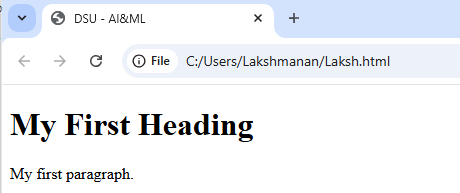 DSU - AI&ML
File C:/Users/Lakshmanan/Laksh.html
My First Heading
My first paragraph.